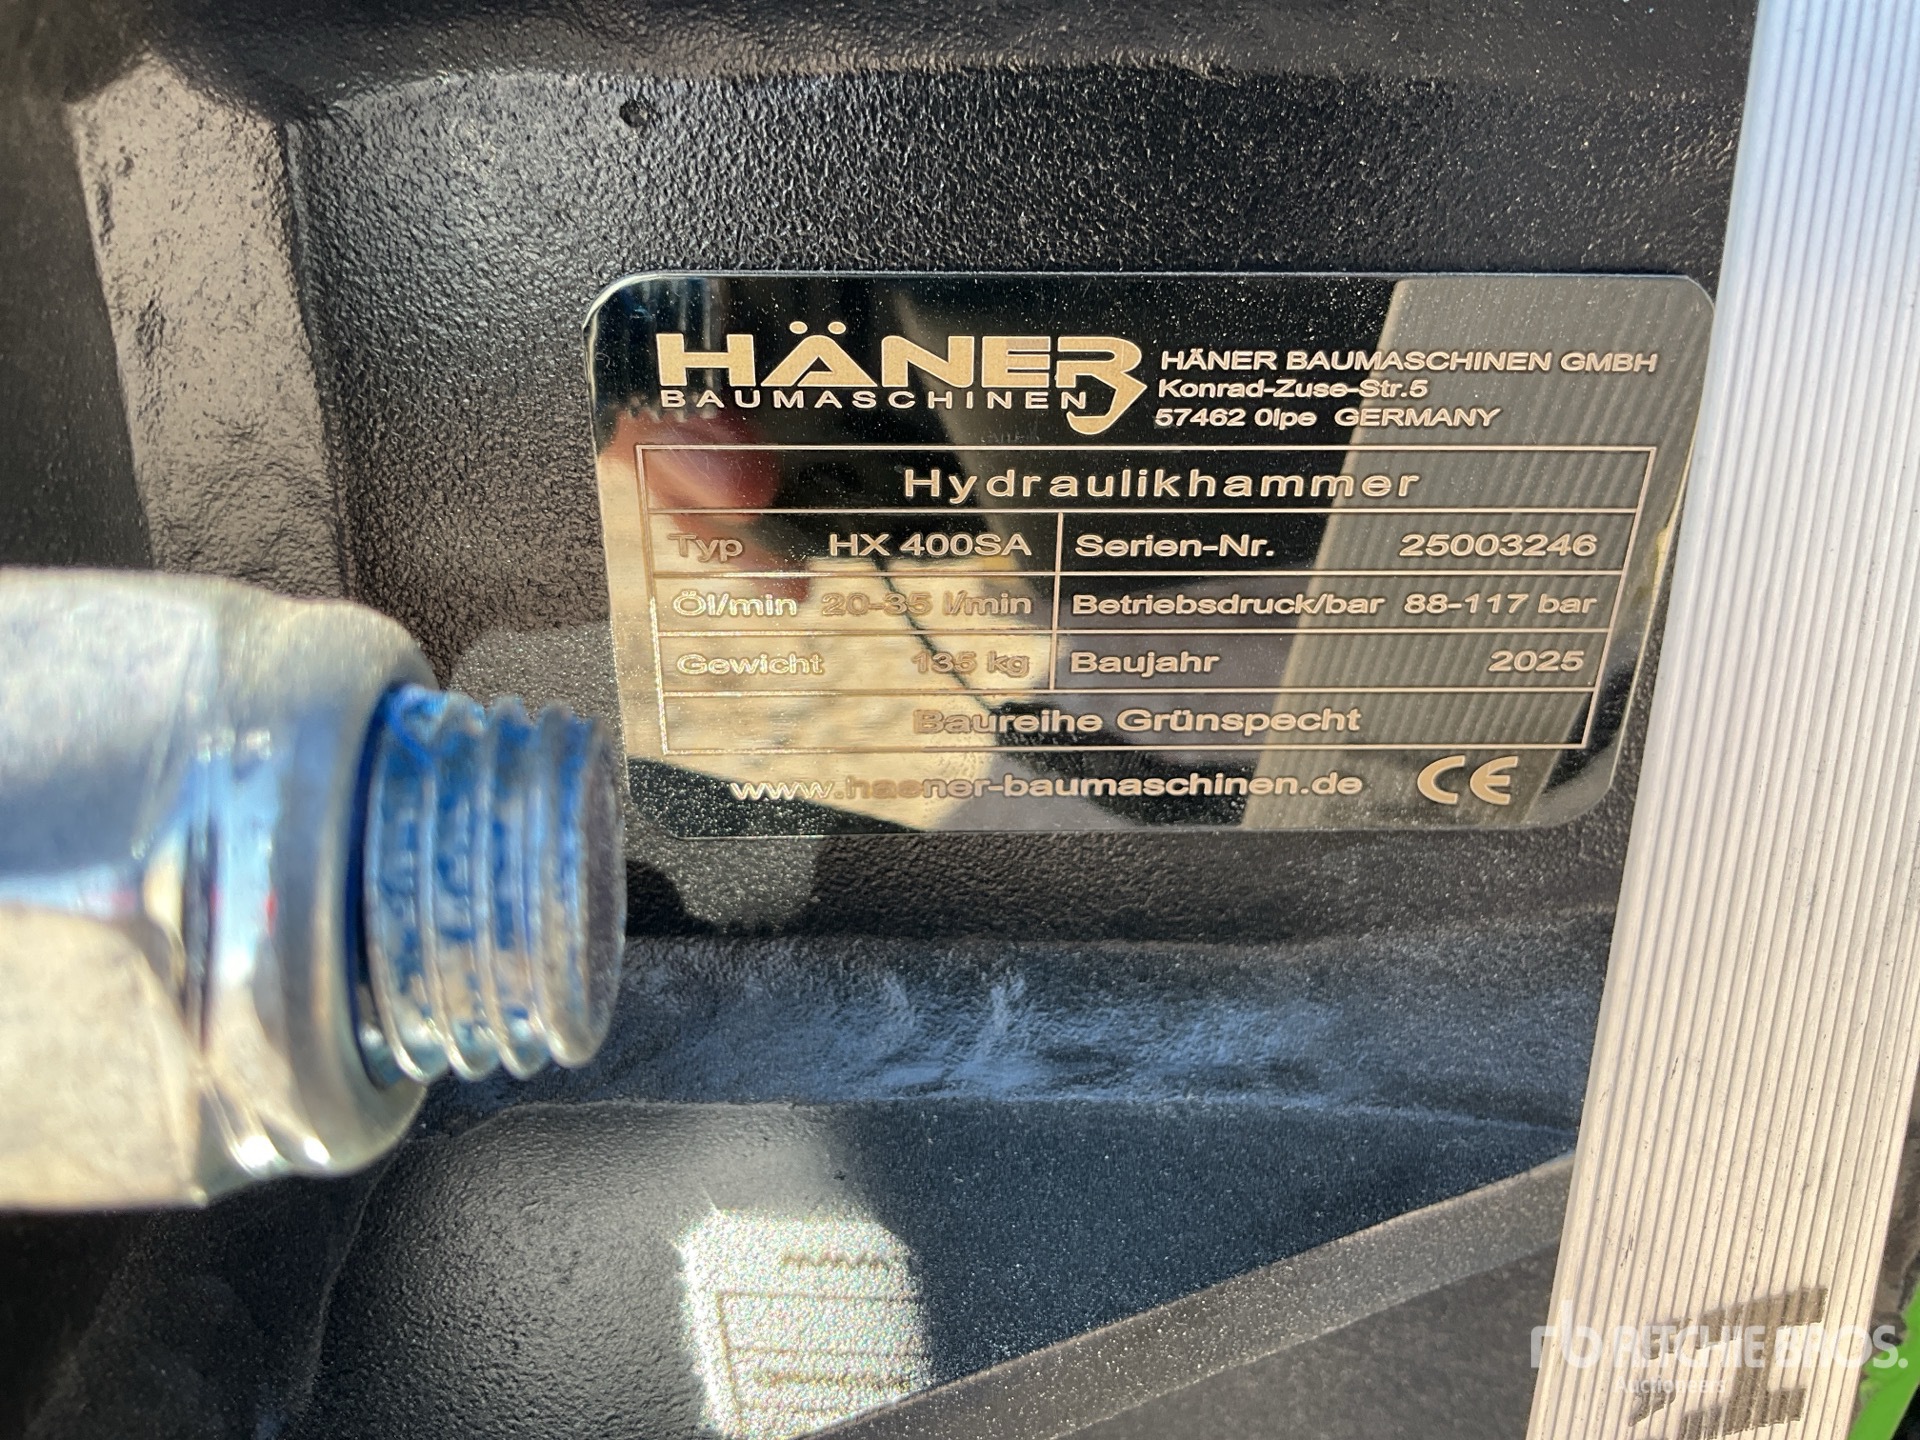 HÄNER
BAUMASCHINEN
HÄNER BAUMASCHINEN GMBH
Konrad-Zuse-Str.5
57462 Olpe GERMANY
Hydraulikhammer
Typ HX 400SA Serien-Nr. 25003246
Öl/min 20-35 l/min Betriebsdruck/bar 88-117 bar
Gewicht 135 kg Baujahr 2025
Baureihe Grünspecht
www.haener-baumaschinen.de CE
rb RITCHIE BROS.
Auctioneers